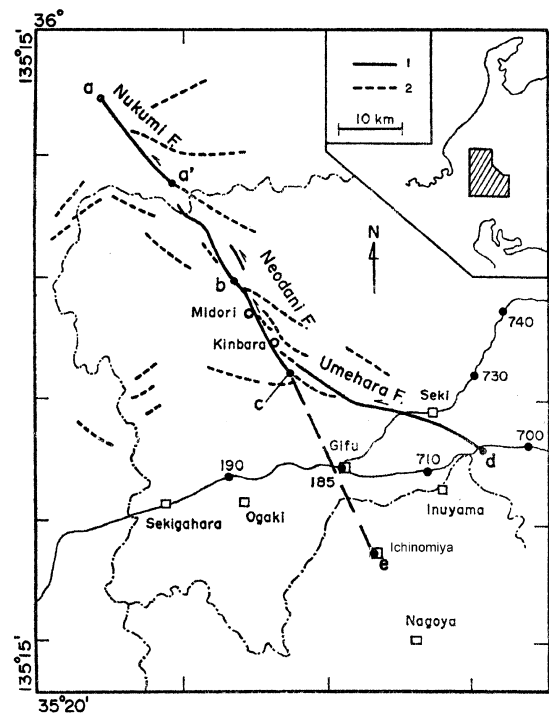 36°
135°15'
1
2
10 km
a
Nukumi F.
a'
N
b
Neodani F.
Midori
Kinbara
740
730
Umehara F.
Seki
c
Gifu
700
190
185
710
d
Sekigahara
Ogaki
Inuyama
Ichinomiya
e
Nagoya
135°15'
35°20'